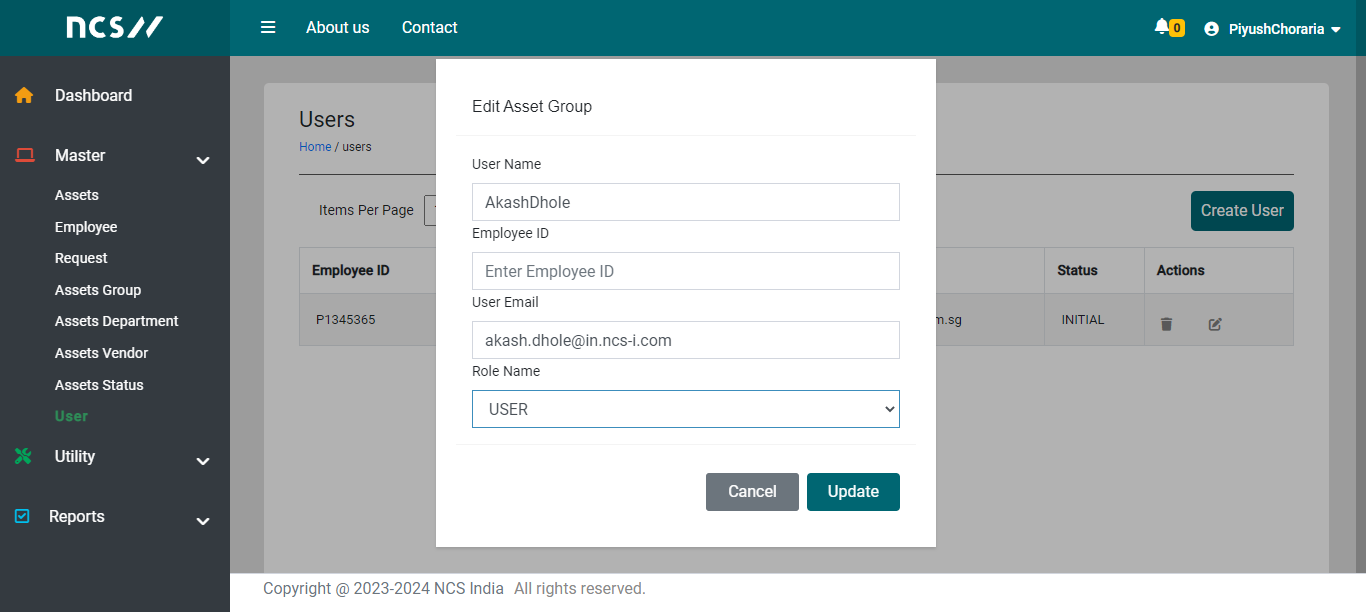 ncs
About us
Contact
0
PiyushChoraria
Dashboard
Master
Assets
Employee
Request
Assets Group
Assets Department
Assets Vendor
Assets Status
User
Utility
Reports
Users
Home / users
Items Per Page
Create User
Employee ID
Status
Actions
P1345365
m.sg
INITIAL
Edit Asset Group
User Name
AkashDhole
Employee ID
Enter Employee ID
User Email
akash.dhole@in.ncs-i.com
Role Name
USER
Cancel
Update
Copyright @ 2023-2024 NCS India All rights reserved.